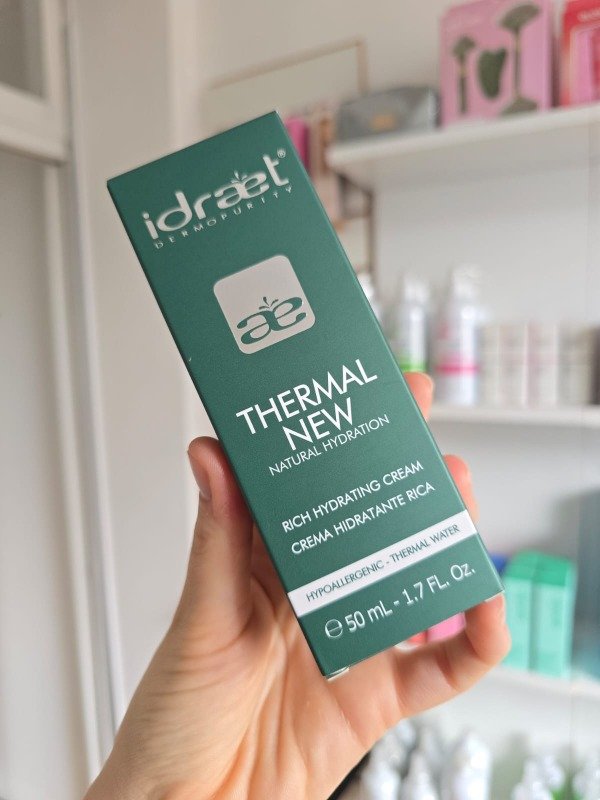 idraet®
DERMOPURITY
æ
THERMAL
NEW
NATURAL HYDRATION
RICH HYDRATING CREAM
CREMA HIDRATANTE RICA
HYPOALLERGENIC - THERMAL WATER
℮ 50 mL - 1,7 FL. Oz.